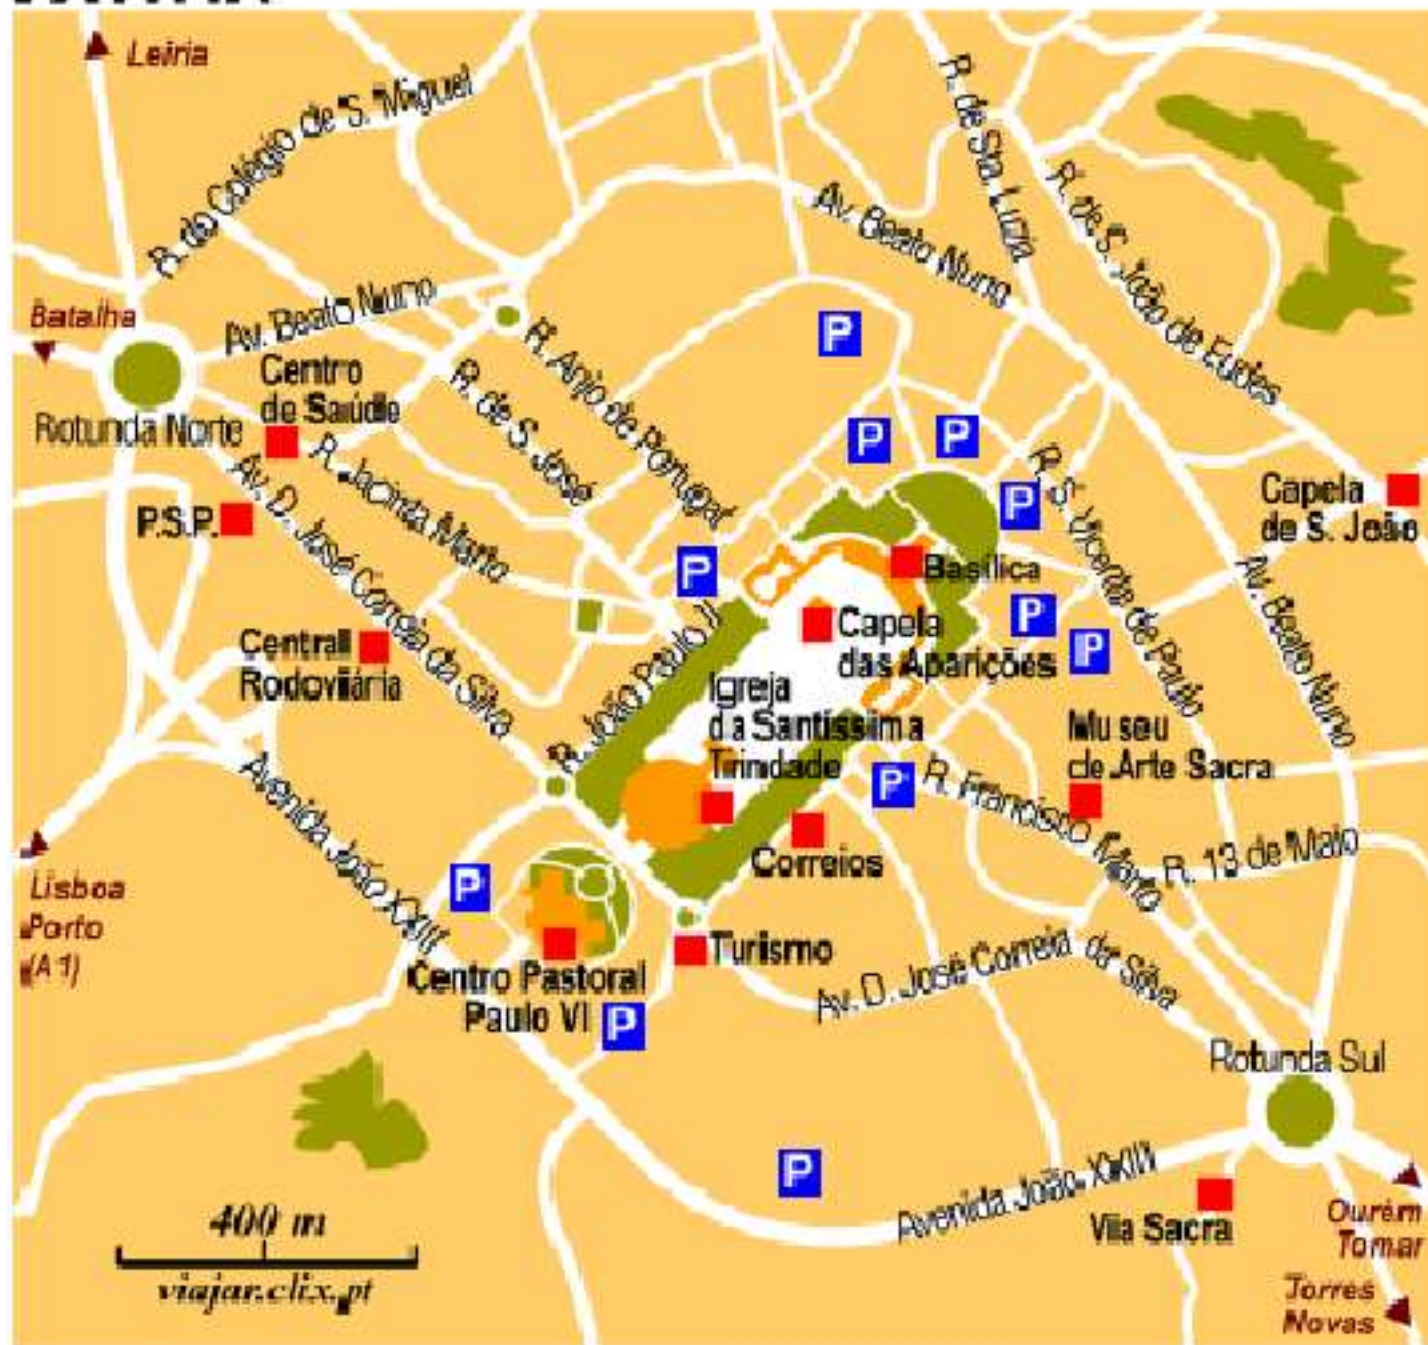 Leiria
R. do Colégio de S. Miguel
R. de Sta. Luzia
R. de S. João de Eudes
Av. Beato Nuno
Batalha
Av. Beato Nuno
Centro
de Saúde
Rotunda Norte
R. Anjo de Portugal
R. de S. José
R. Jacinta Marto
P.S.P.
Av. D. José Correia da Silva
P
P
P
P
P
P
P
R. S. Vicente de Paulo
Capela
de S. João
Basílica
Capela
das Aparições
Av. Beato Nuno
Central
Rodoviária
R. João Paulo II
Igreja
da Santíssima
Trindade
Museu
de Arte Sacra
Avenida João XXIII
P
R. Francisco Marto
Correios
R. 13 de Maio
Lisboa
Porto
(A1)
P
Turismo
Centro Pastoral
Paulo VI
P
Av. D. José Correia da Silva
Rotunda Sul
P
Avenida João XXIII
Via Sacra
Ourém
Tomar
Torres
Novas
400 m
viajar.clix.pt